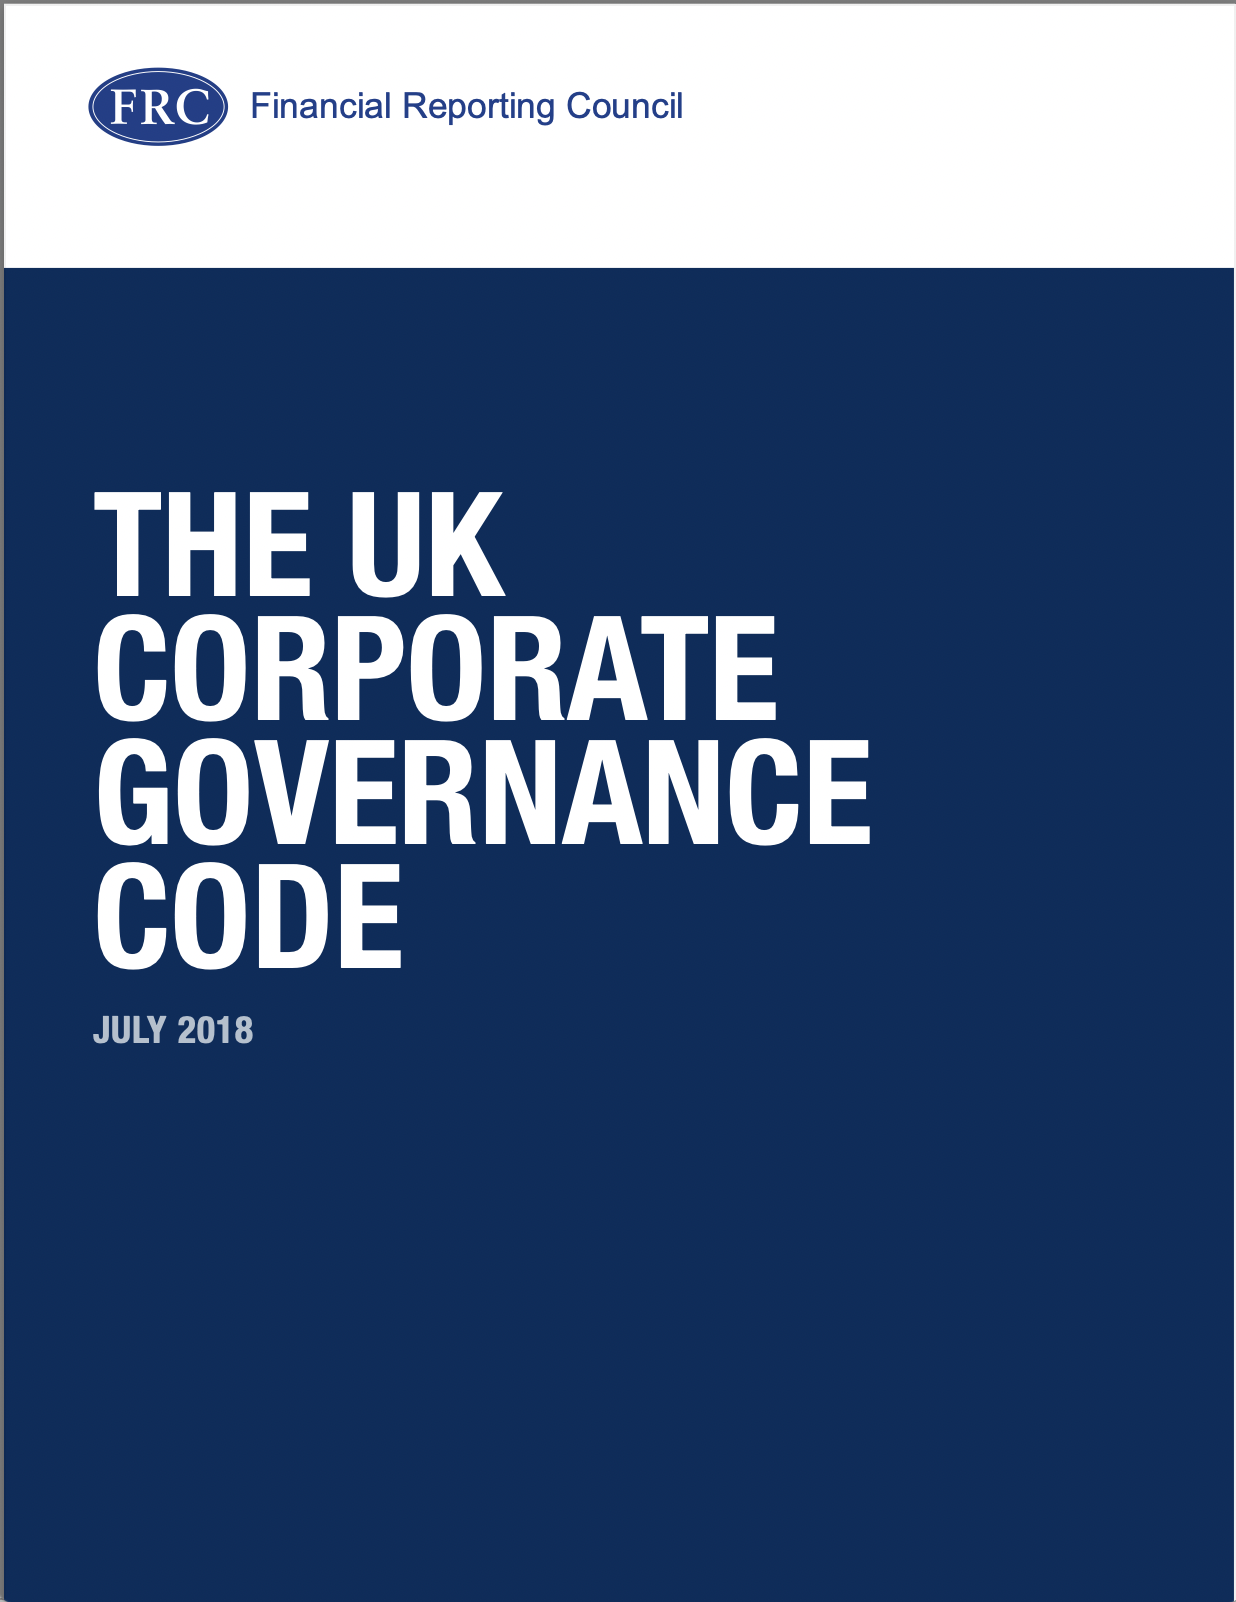 FRC Financial Reporting Council
THE UK
CORPORATE
GOVERNANCE
CODE
JULY 2018